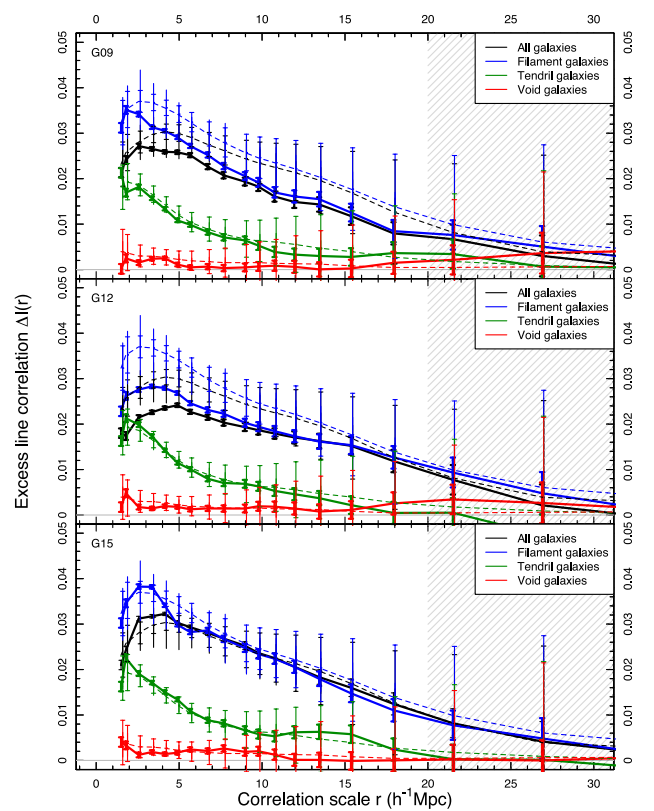 0 5 10 15 20 25 30
G09
All galaxies
Filament galaxies
Tendril galaxies
Void galaxies
0 0.01 0.02 0.03 0.04 0.05
0 0.01 0.02 0.03 0.04 0.05
G12
All galaxies
Filament galaxies
Tendril galaxies
Void galaxies
0 0.01 0.02 0.03 0.04 0.05
0 0.01 0.02 0.03 0.04 0.05
Excess line correlation Δl(r)
G15
All galaxies
Filament galaxies
Tendril galaxies
Void galaxies
0 0.01 0.02 0.03 0.04 0.05
0 0.01 0.02 0.03 0.04 0.05
0 5 10 15 20 25 30
Correlation scale r (h⁻¹Mpc)